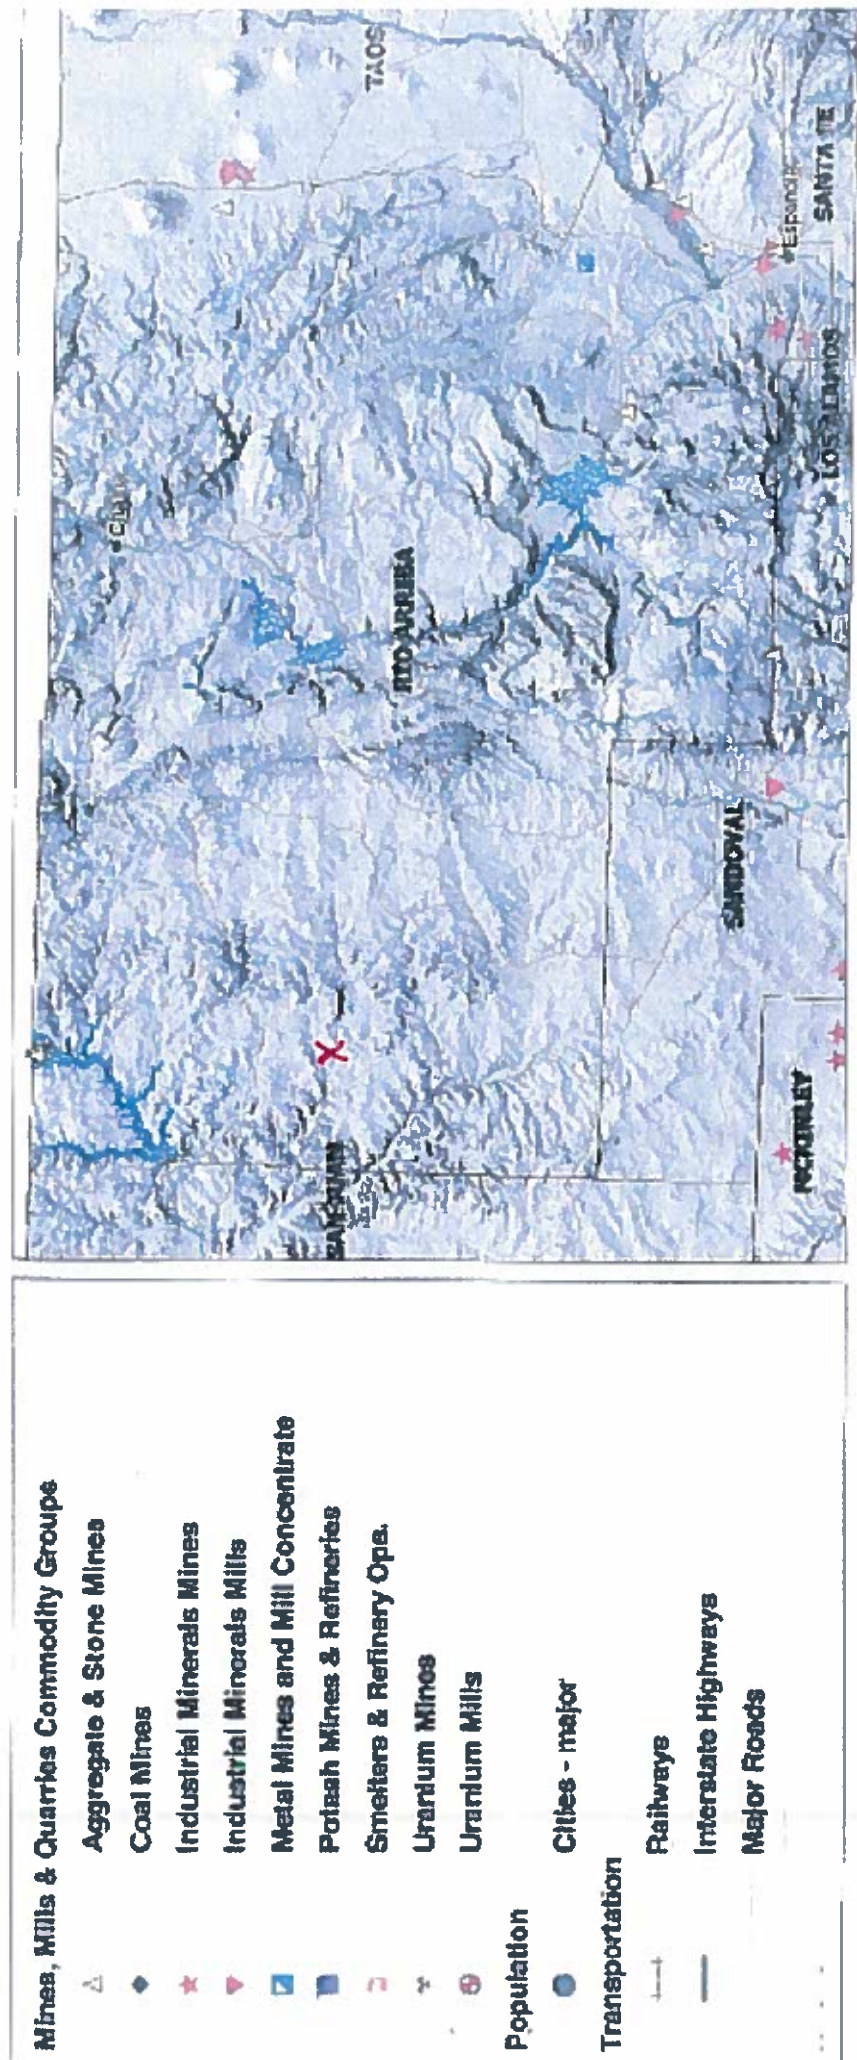 Mines, Mills & Quarries Commodity Groups
Aggregate & Stone Mines
Coal Mines
Industrial Minerals Mines
Industrial Minerals Mills
Metal Mines and Mill Concentrate
Potash Mines & Refineries
Smelters & Refinery Ops.
Uranium Mines
Uranium Mills
Population
Cities - major
Transportation
Railways
Interstate Highways
Major Roads
SAN JUAN
RIO ARRIBA
TAOS
Chama
MCKINLEY
SANDOVAL
LOS ALAMOS
Espanola
SANTA FE
X